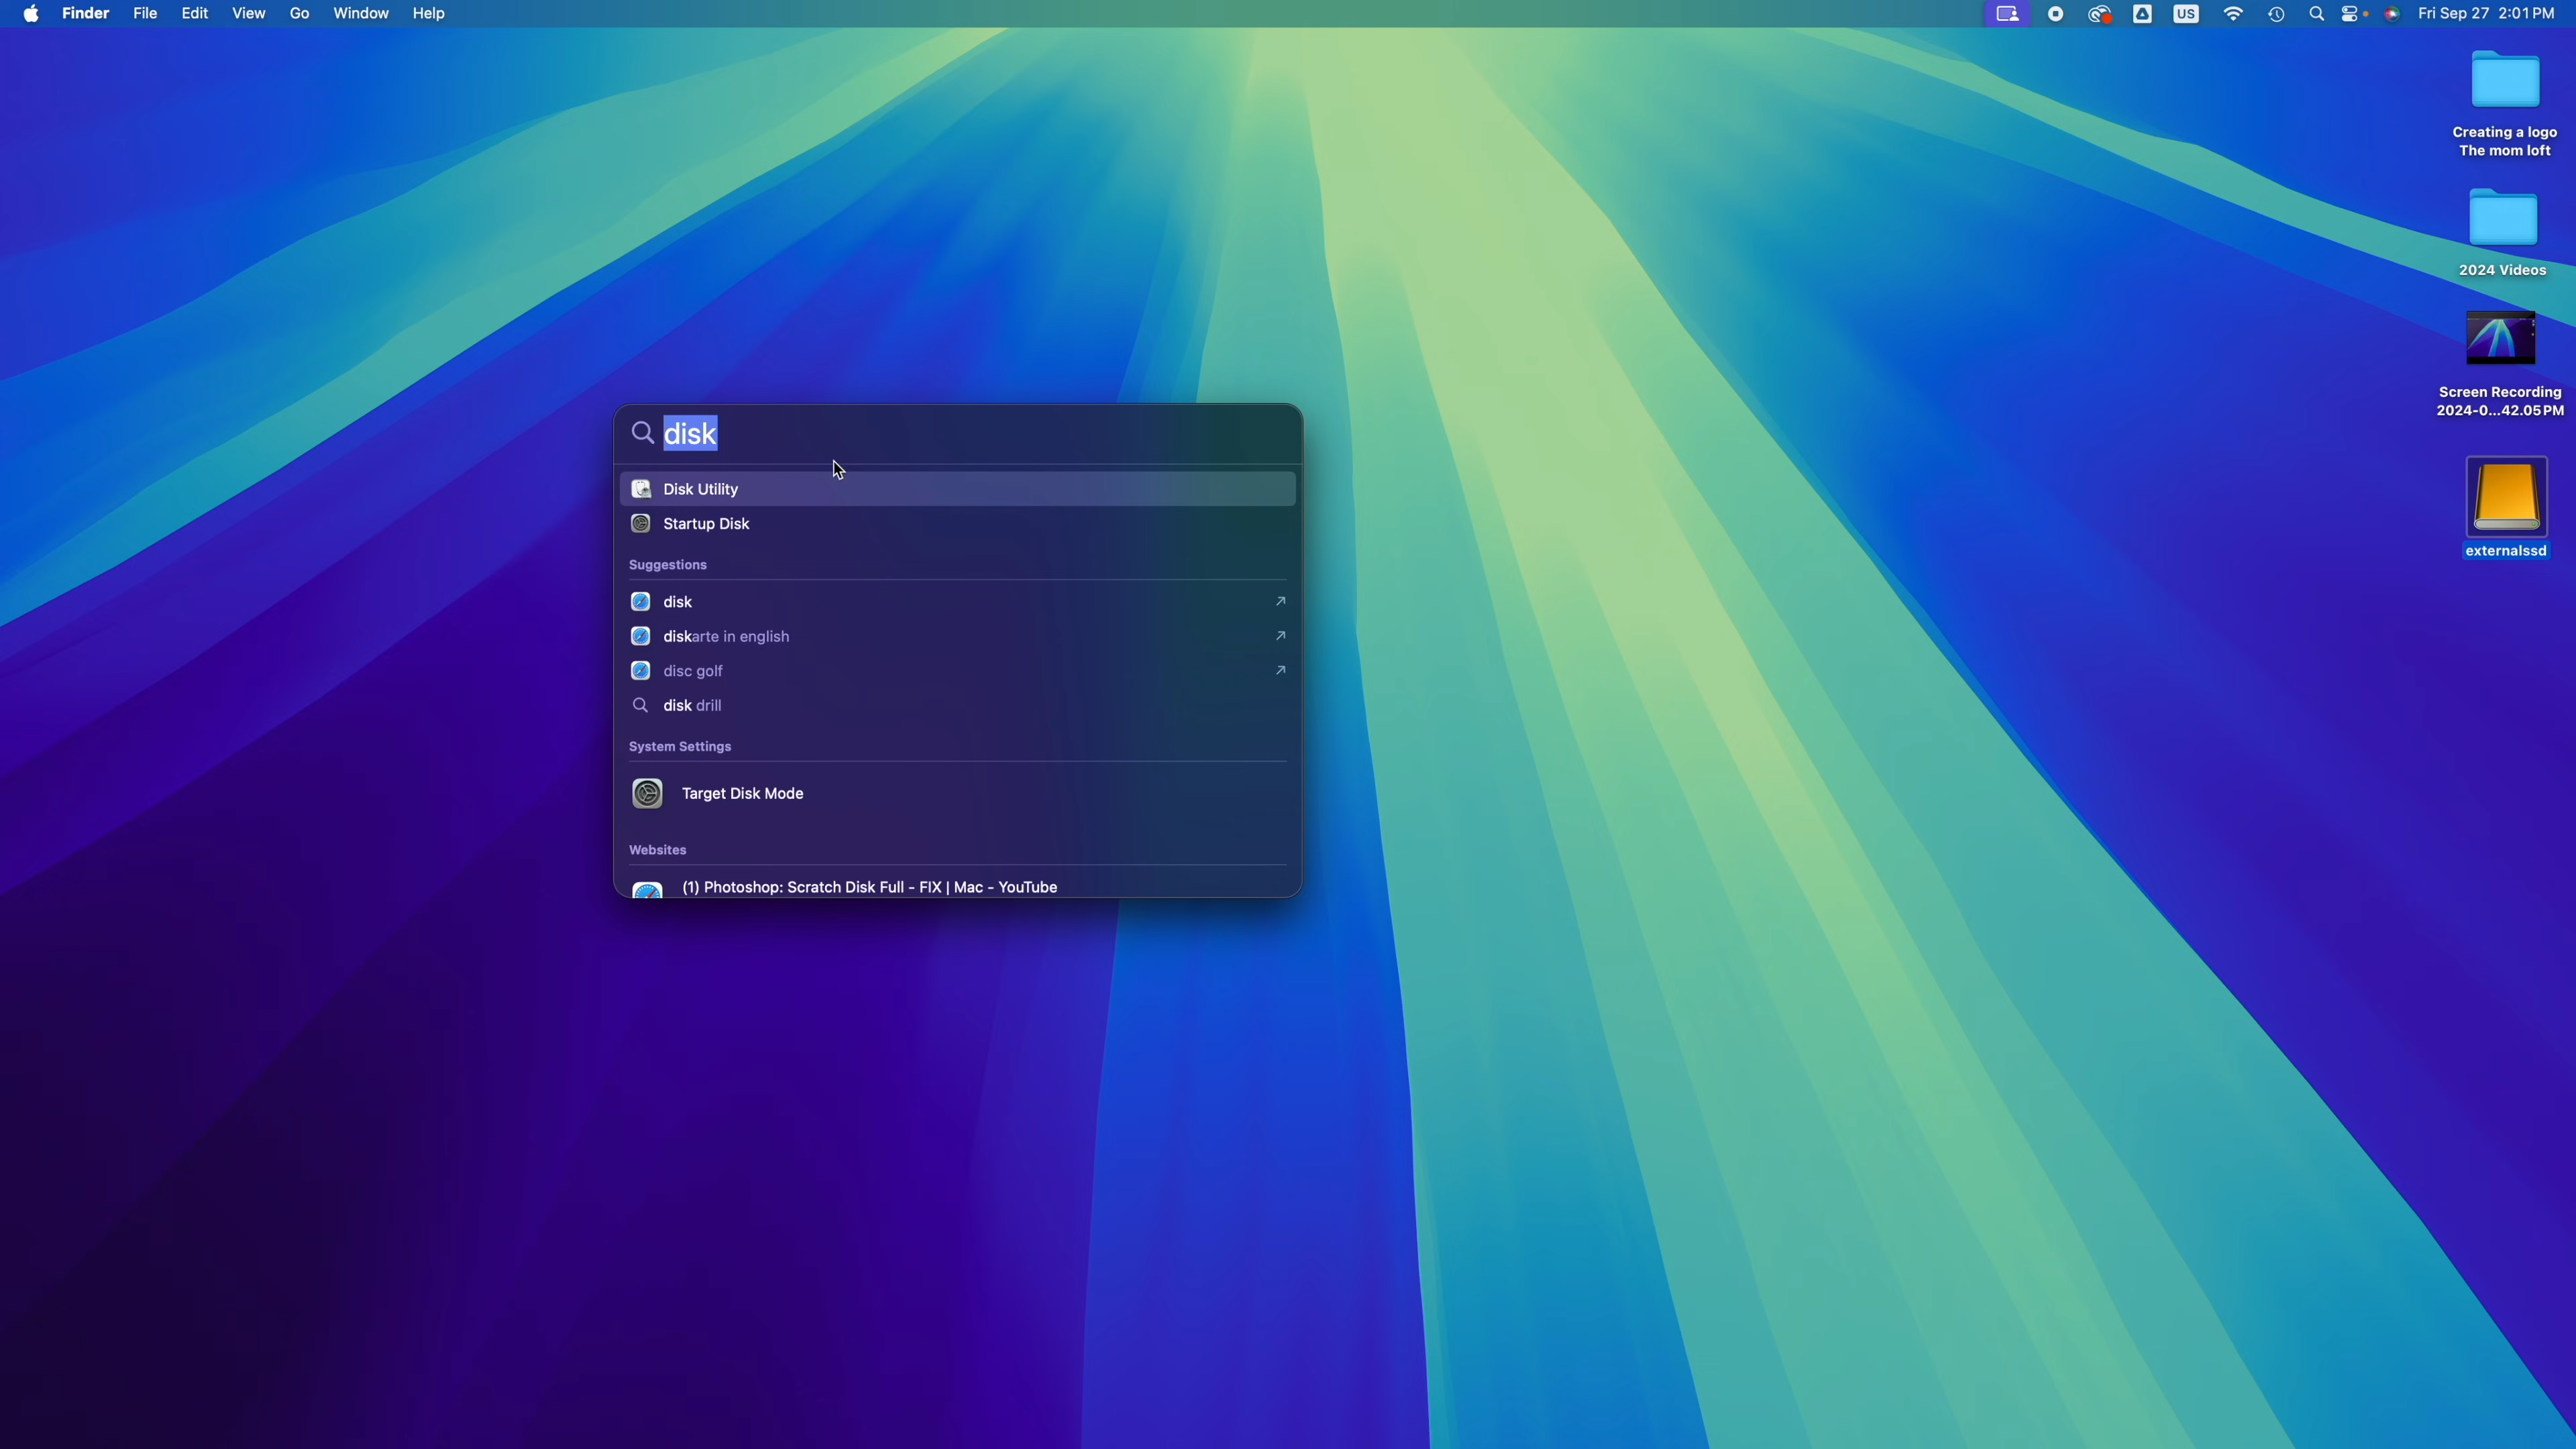 Finder File Edit View Go Window Help US Fri Sep 27 2:01 PM
Creating a logo
The mom loft
2024 Videos
Screen Recording
2024-0...42.05 PM
externalssd
disk
Disk Utility
Startup Disk
Suggestions
disk
diskarte in english
disc golf
disk drill
System Settings
Target Disk Mode
Websites
(1) Photoshop: Scratch Disk Full - FIX | Mac - YouTube